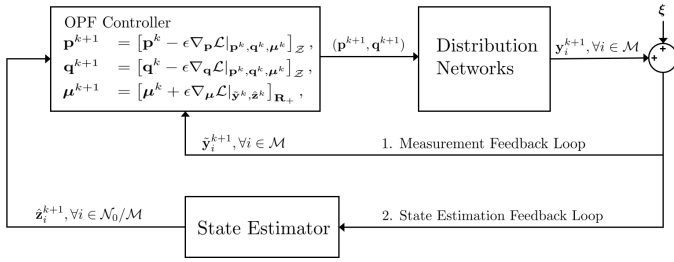 OPF Controller
𝐩^{k+1} = [𝐩^k − ϵ∇_𝐩 ℒ|_{𝐩^k,𝐪^k,𝝁^k}]_𝒵 ,
𝐪^{k+1} = [𝐪^k − ϵ∇_𝐪 ℒ|_{𝐩^k,𝐪^k,𝝁^k}]_𝒵 ,
𝝁^{k+1} = [𝝁^k + ϵ∇_𝝁 ℒ|_{ỹ^k,ẑ^k}]_{𝐑_+} ,
(𝐩^{k+1}, 𝐪^{k+1})
Distribution
Networks
𝐲_i^{k+1}, ∀i ∈ ℳ
𝝃
+
+
ỹ_i^{k+1}, ∀i ∈ ℳ
1. Measurement Feedback Loop
ẑ_i^{k+1}, ∀i ∈ 𝒩_0/ℳ
State Estimator
2. State Estimation Feedback Loop